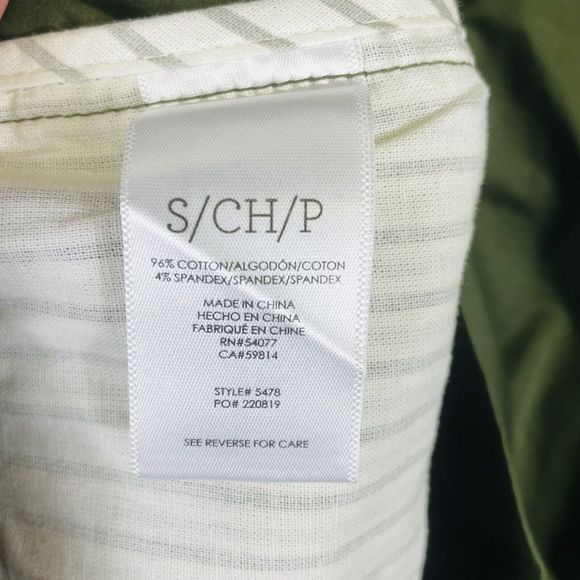 S/CH/P
96% COTTON/ALGODÓN/COTON
4% SPANDEX/SPANDEX/SPANDEX
MADE IN CHINA
HECHO EN CHINA
FABRIQUÉ EN CHINE
RN#54077
CA#59814
STYLE# 5478
PO# 220819
SEE REVERSE FOR CARE